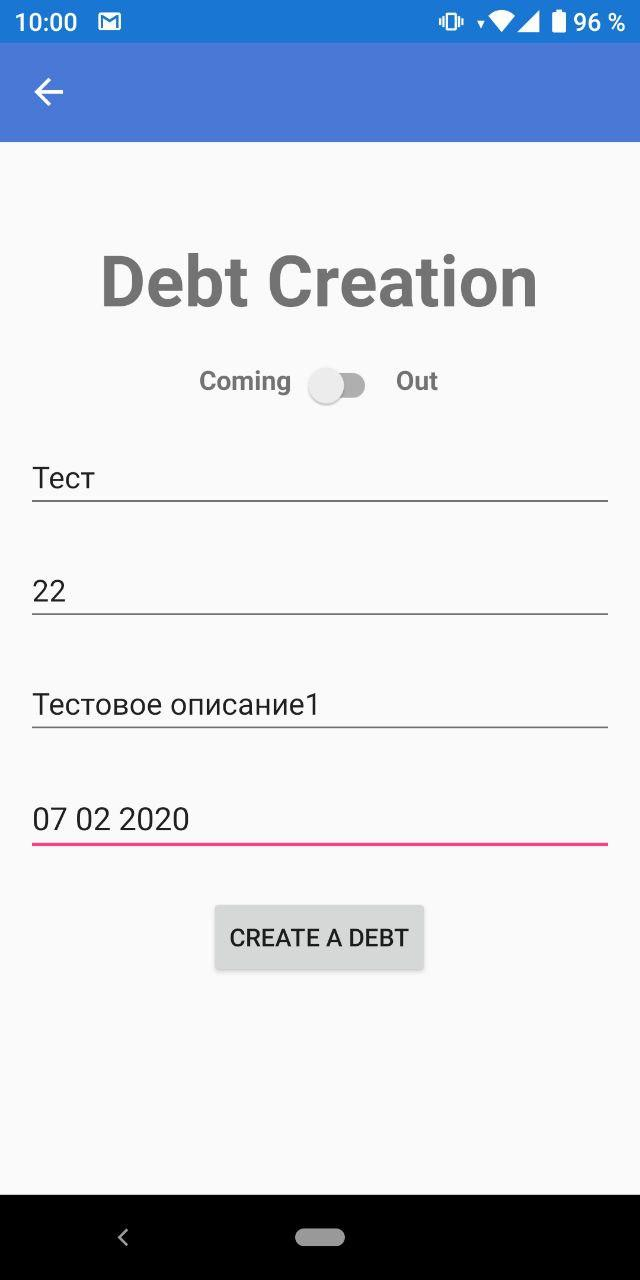 10:00 96 %
Debt Creation
Coming Out
Тест
22
Тестовое описание1
07 02 2020
CREATE A DEBT